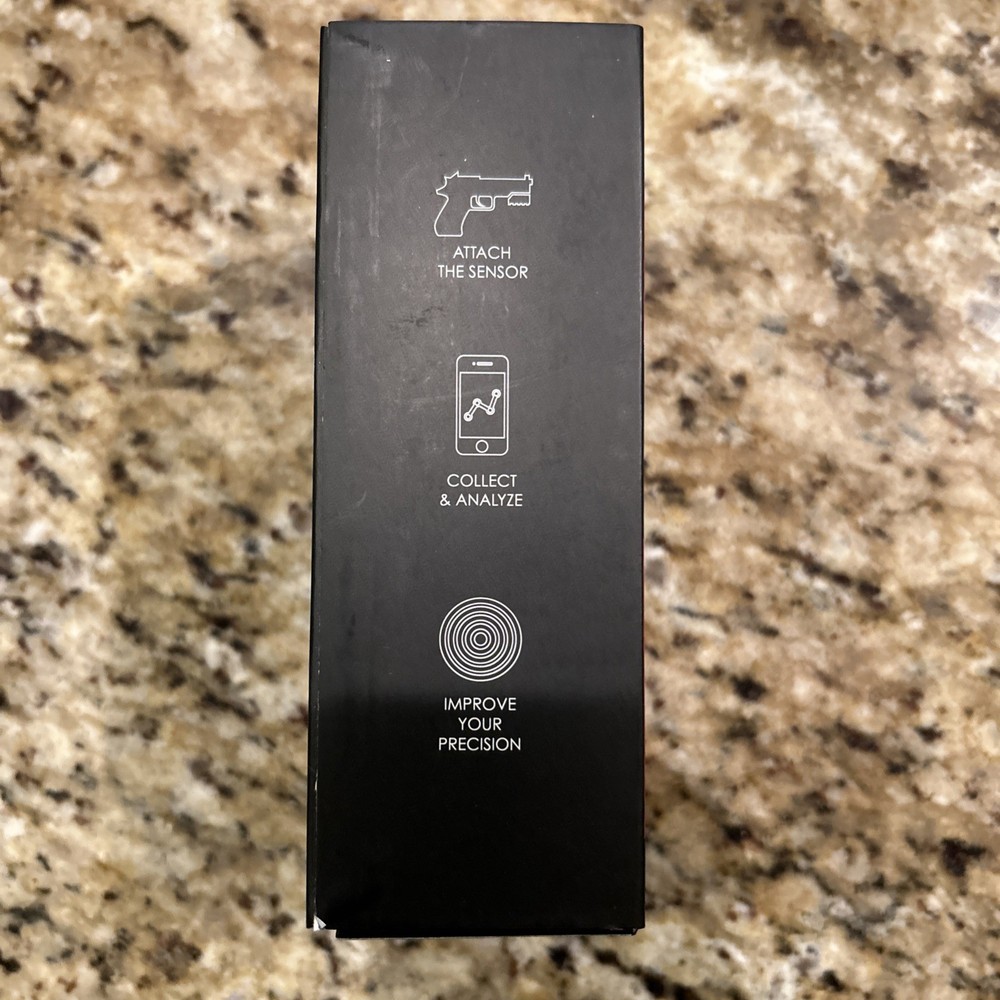 ATTACH
THE SENSOR
COLLECT
& ANALYZE
IMPROVE
YOUR
PRECISION